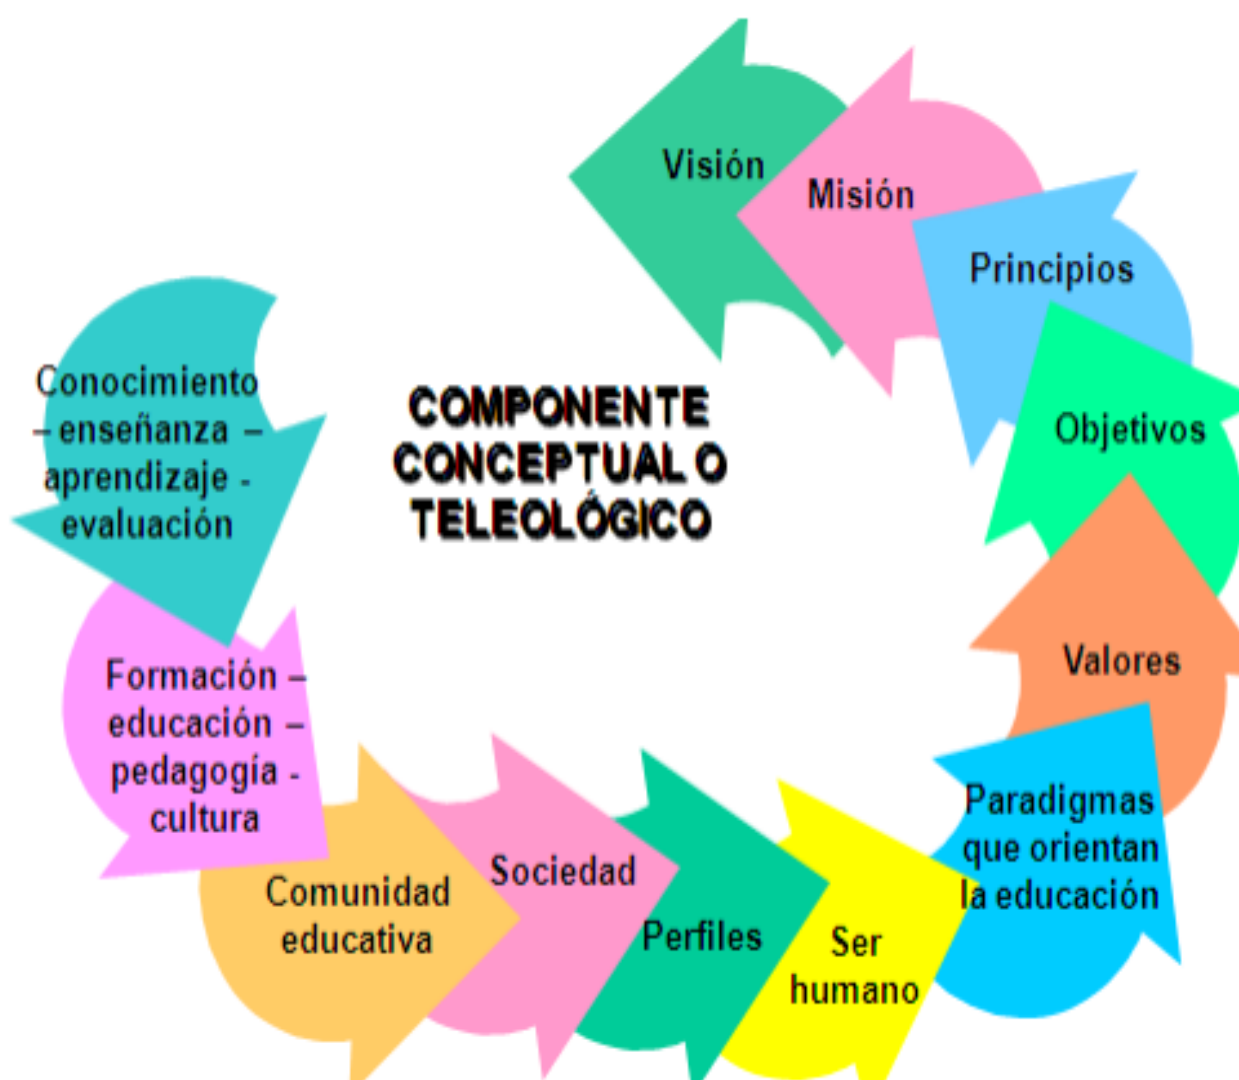 COMPONENTE
CONCEPTUAL O
TELEOLÓGICO
Conocimiento
– enseñanza –
aprendizaje -
evaluación
Formación –
educación –
pedagogía -
cultura
Comunidad
educativa
Sociedad
Perfiles
Ser
humano
Paradigmas
que orientan
la educación
Valores
Objetivos
Principios
Misión
Visión